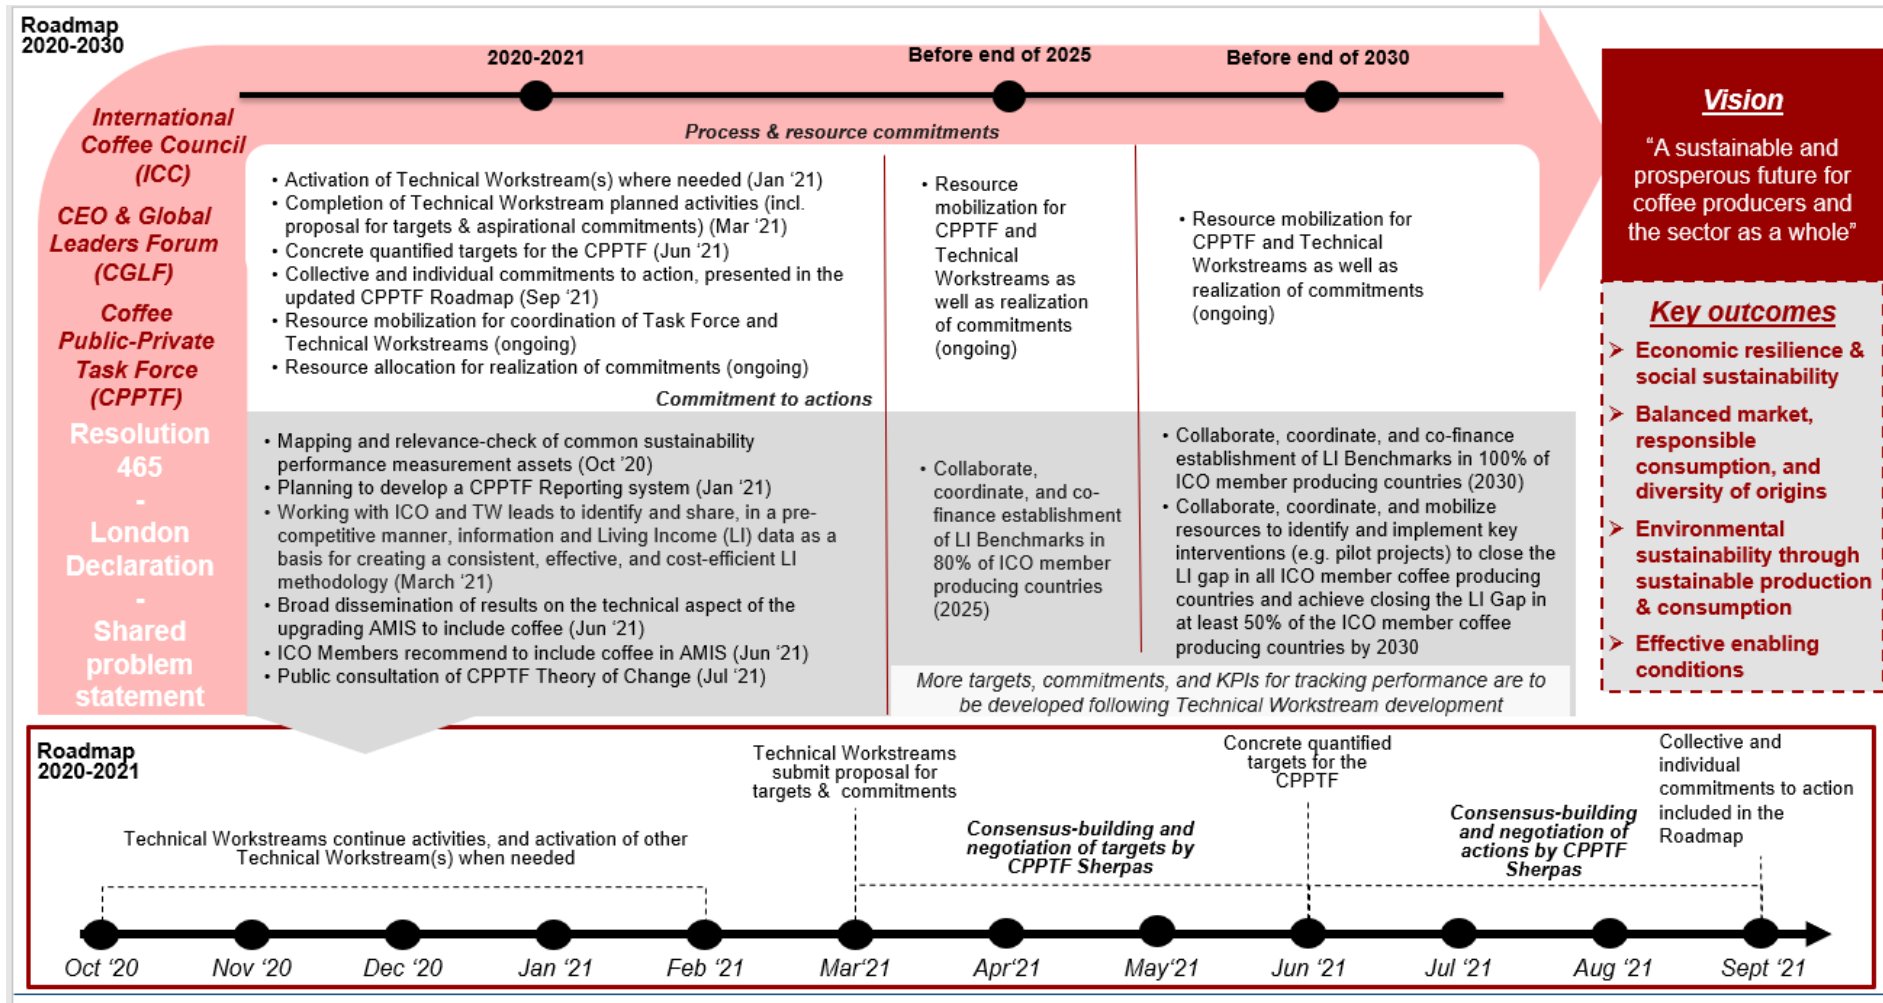 Roadmap
2020-2030
2020-2021
Before end of 2025
Before end of 2030
Process & resource commitments
International
Coffee Council
(ICC)
CEO & Global
Leaders Forum
(CGLF)
Coffee
Public-Private
Task Force
(CPPTF)
Resolution
465
-
London
Declaration
-
Shared
problem
statement
• Activation of Technical Workstream(s) where needed (Jan ‘21)
• Completion of Technical Workstream planned activities (incl.
proposal for targets & aspirational commitments) (Mar ‘21)
• Concrete quantified targets for the CPPTF (Jun ‘21)
• Collective and individual commitments to action, presented in the
updated CPPTF Roadmap (Sep ‘21)
• Resource mobilization for coordination of Task Force and
Technical Workstreams (ongoing)
• Resource allocation for realization of commitments (ongoing)
• Resource
mobilization for
CPPTF and
Technical
Workstreams as
well as realization
of commitments
(ongoing)
• Resource mobilization for
CPPTF and Technical
Workstreams as well as
realization of commitments
(ongoing)
Commitment to actions
• Mapping and relevance-check of common sustainability
performance measurement assets (Oct ’20)
• Planning to develop a CPPTF Reporting system (Jan ‘21)
• Working with ICO and TW leads to identify and share, in a pre-
competitive manner, information and Living Income (LI) data as a
basis for creating a consistent, effective, and cost-efficient LI
methodology (March ‘21)
• Broad dissemination of results on the technical aspect of the
upgrading AMIS to include coffee (Jun ‘21)
• ICO Members recommend to include coffee in AMIS (Jun ‘21)
• Public consultation of CPPTF Theory of Change (Jul ‘21)
• Collaborate,
coordinate, and co-
finance establishment
of LI Benchmarks in
80% of ICO member
producing countries
(2025)
• Collaborate, coordinate, and co-finance
establishment of LI Benchmarks in 100% of
ICO member producing countries (2030)
• Collaborate, coordinate, and mobilize
resources to identify and implement key
interventions (e.g. pilot projects) to close the
LI gap in all ICO member coffee producing
countries and achieve closing the LI Gap in
at least 50% of the ICO member coffee
producing countries by 2030
More targets, commitments, and KPIs for tracking performance are to
be developed following Technical Workstream development
Vision
“A sustainable and
prosperous future for
coffee producers and
the sector as a whole”
Key outcomes
➤ Economic resilience &
social sustainability
➤ Balanced market,
responsible
consumption, and
diversity of origins
➤ Environmental
sustainability through
sustainable production
& consumption
➤ Effective enabling
conditions
Roadmap
2020-2021
Technical Workstreams continue activities, and activation of other
Technical Workstream(s) when needed
Technical Workstreams
submit proposal for
targets & commitments
Consensus-building and
negotiation of targets by
CPPTF Sherpas
Concrete quantified
targets for the
CPPTF
Consensus-building
and negotiation of
actions by CPPTF
Sherpas
Collective and
individual
commitments to action
included in the
Roadmap
Oct ‘20
Nov ‘20
Dec ‘20
Jan ‘21
Feb ‘21
Mar‘21
Apr‘21
May‘21
Jun ‘21
Jul ‘21
Aug ‘21
Sept ‘21